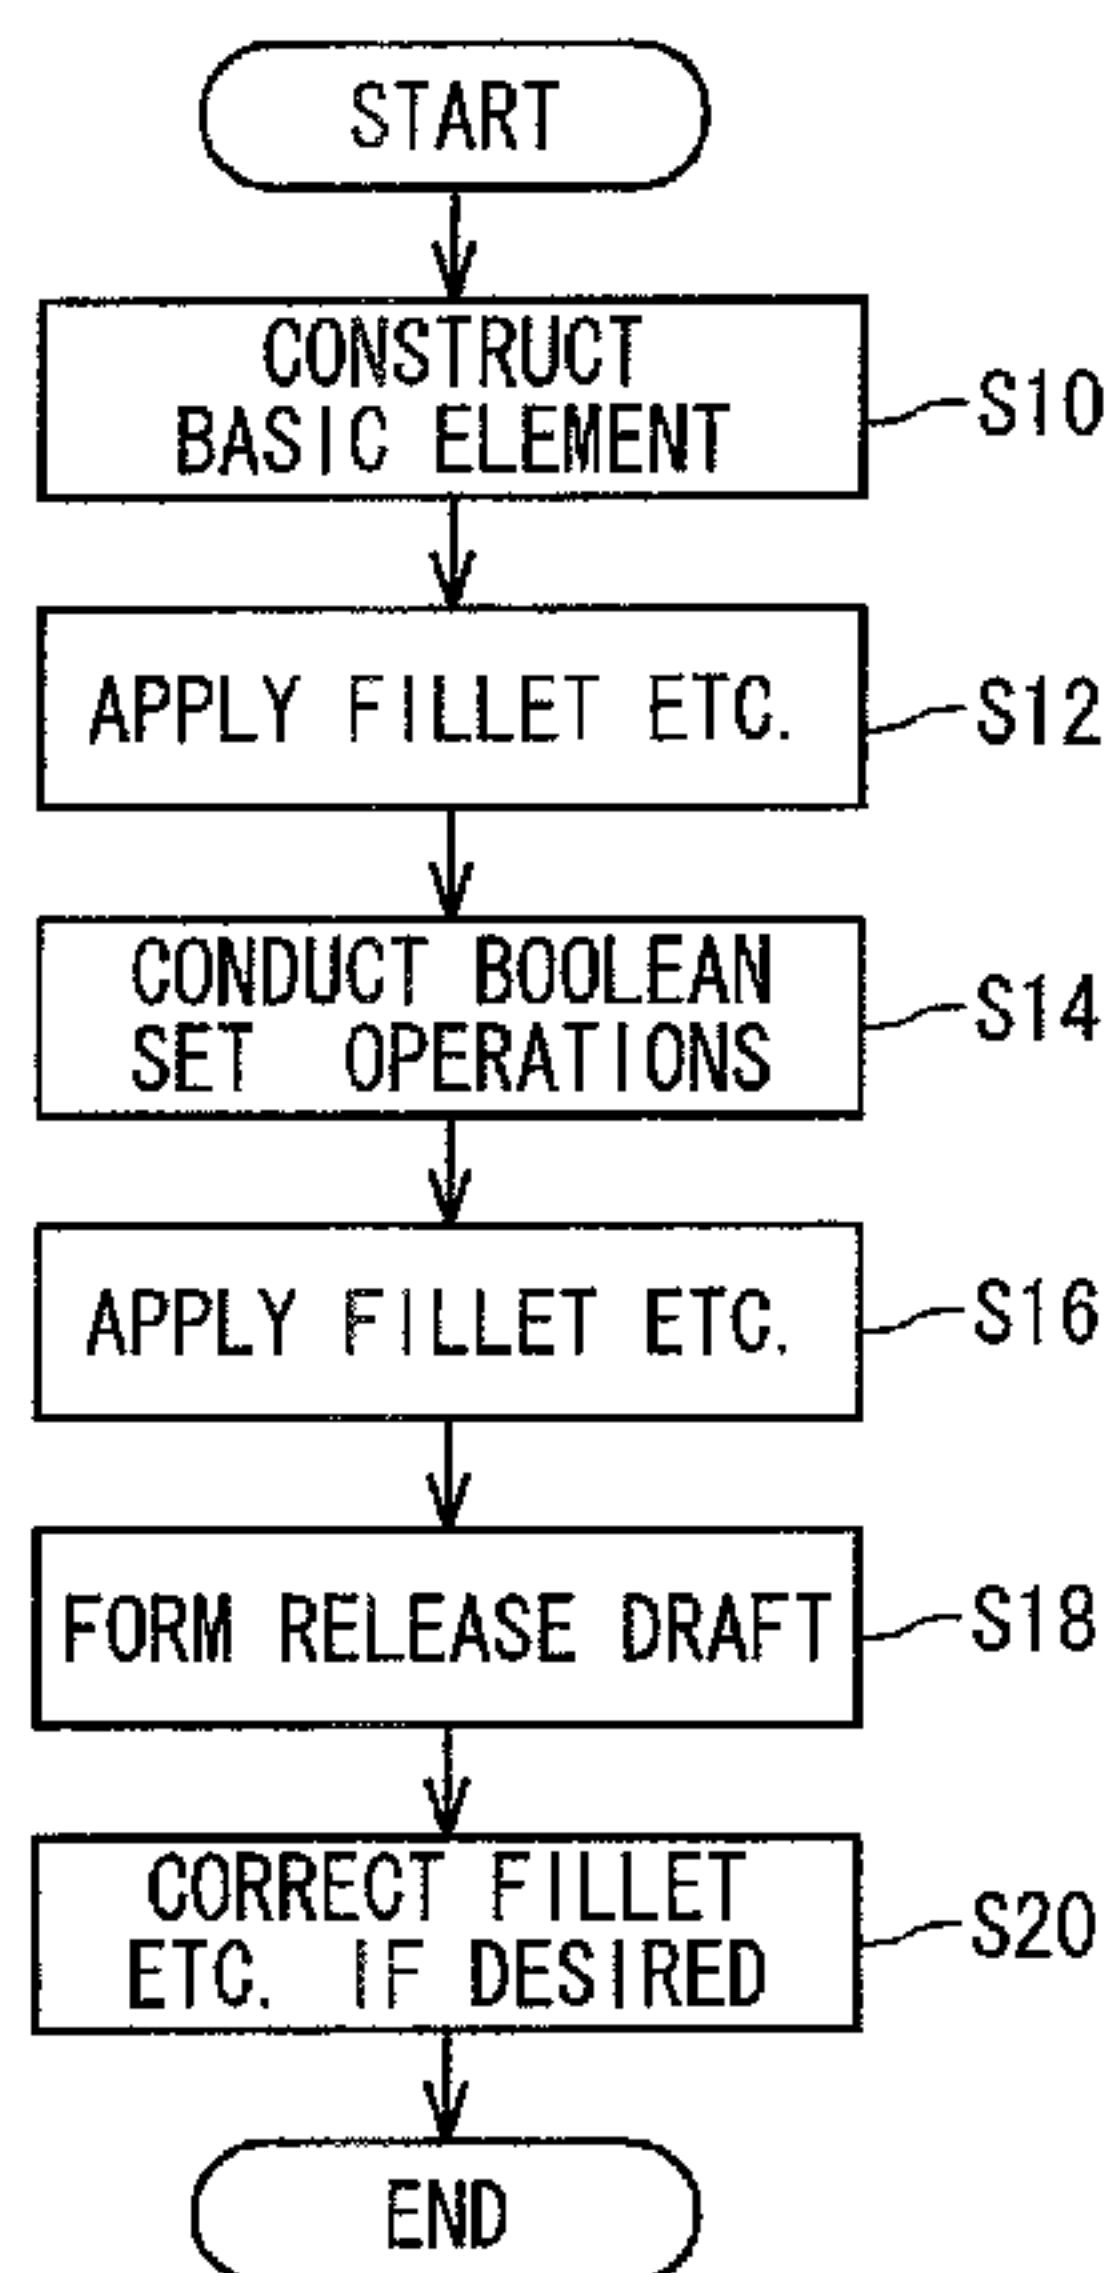 START
CONSTRUCT
BASIC ELEMENT
S10
APPLY FILLET ETC.
S12
CONDUCT BOOLEAN
SET OPERATIONS
S14
APPLY FILLET ETC.
S16
FORM RELEASE DRAFT
S18
CORRECT FILLET
ETC. IF DESIRED
S20
END